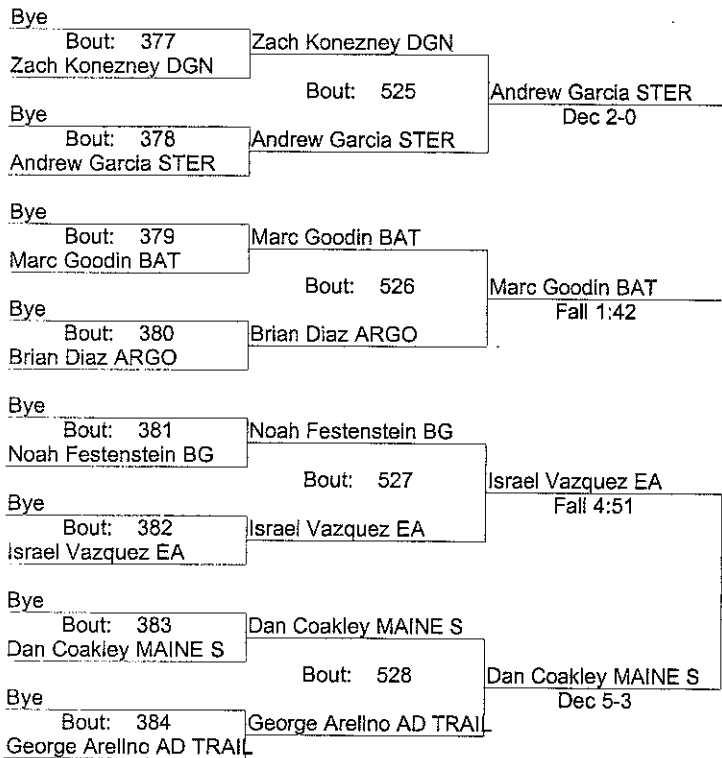 Bye
Bout: 377
Zach Konezney DGN
Zach Konezney DGN
Bout: 525
Andrew Garcia STER
Dec 2-0
Bye
Bout: 378
Andrew Garcia STER
Andrew Garcia STER
Bye
Bout: 379
Marc Goodin BAT
Marc Goodin BAT
Bout: 526
Marc Goodin BAT
Fall 1:42
Bye
Bout: 380
Brian Diaz ARGO
Brian Diaz ARGO
Bye
Bout: 381
Noah Festenstein BG
Noah Festenstein BG
Bout: 527
Israel Vazquez EA
Fall 4:51
Bye
Bout: 382
Israel Vazquez EA
Israel Vazquez EA
Bye
Bout: 383
Dan Coakley MAINE S
Dan Coakley MAINE S
Bout: 528
Dan Coakley MAINE S
Dec 5-3
Bye
Bout: 384
George Arellno AD TRAIL
George Arellno AD TRAIL